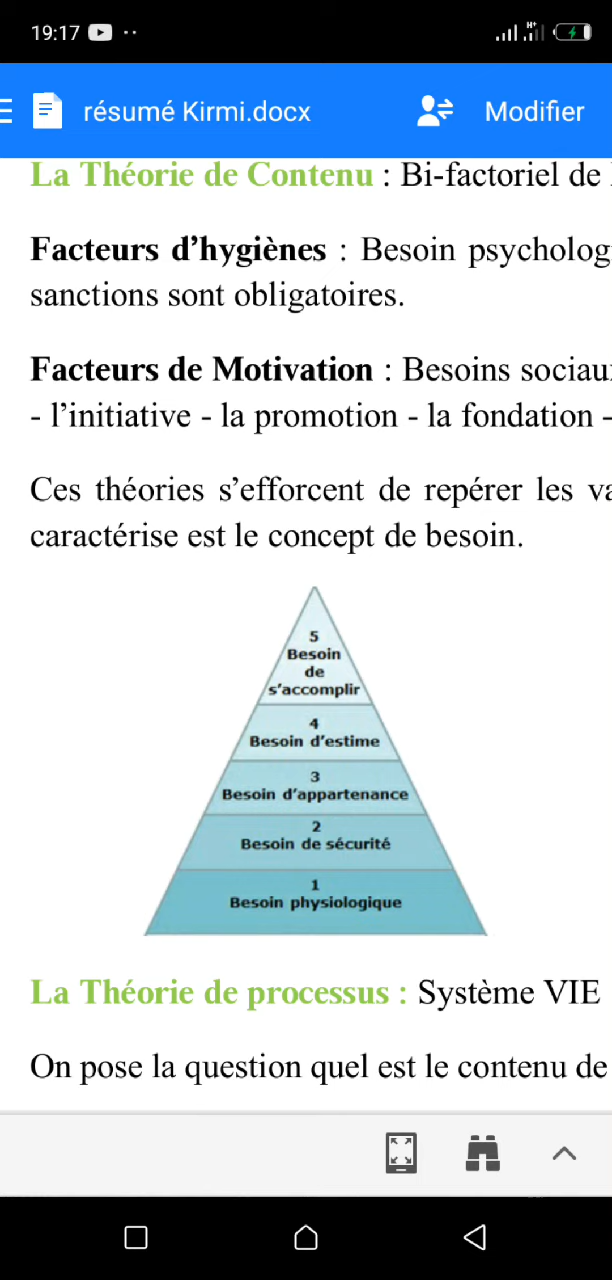 19:17
résumé Kirmi.docx Modifier
La Théorie de Contenu : Bi-factoriel de
Facteurs d’hygiènes : Besoin psycholog
sanctions sont obligatoires.
Facteurs de Motivation : Besoins sociau
- l’initiative - la promotion - la fondation -
Ces théories s’efforcent de repérer les va
caractérise est le concept de besoin.
5
Besoin
de
s’accomplir
4
Besoin d’estime
3
Besoin d’appartenance
2
Besoin de sécurité
1
Besoin physiologique
La Théorie de processus : Système VIE
On pose la question quel est le contenu de